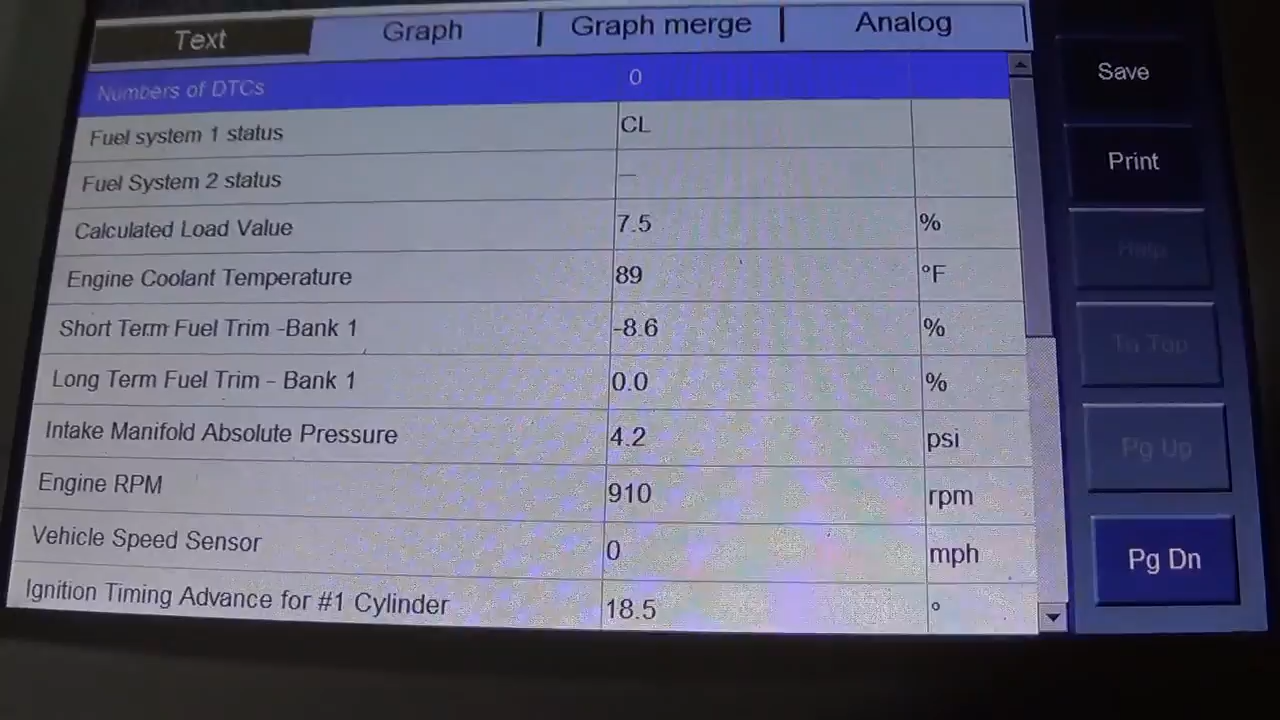 Text Graph Graph merge Analog
Numbers of DTCs 0
Fuel system 1 status CL
Fuel System 2 status —
Calculated Load Value 7.5 %
Engine Coolant Temperature 89 °F
Short Term Fuel Trim -Bank 1 -8.6 %
Long Term Fuel Trim - Bank 1 0.0 %
Intake Manifold Absolute Pressure 4.2 psi
Engine RPM 910 rpm
Vehicle Speed Sensor 0 mph
Ignition Timing Advance for #1 Cylinder 18.5 °
Save
Print
Help
To Top
Pg Up
Pg Dn